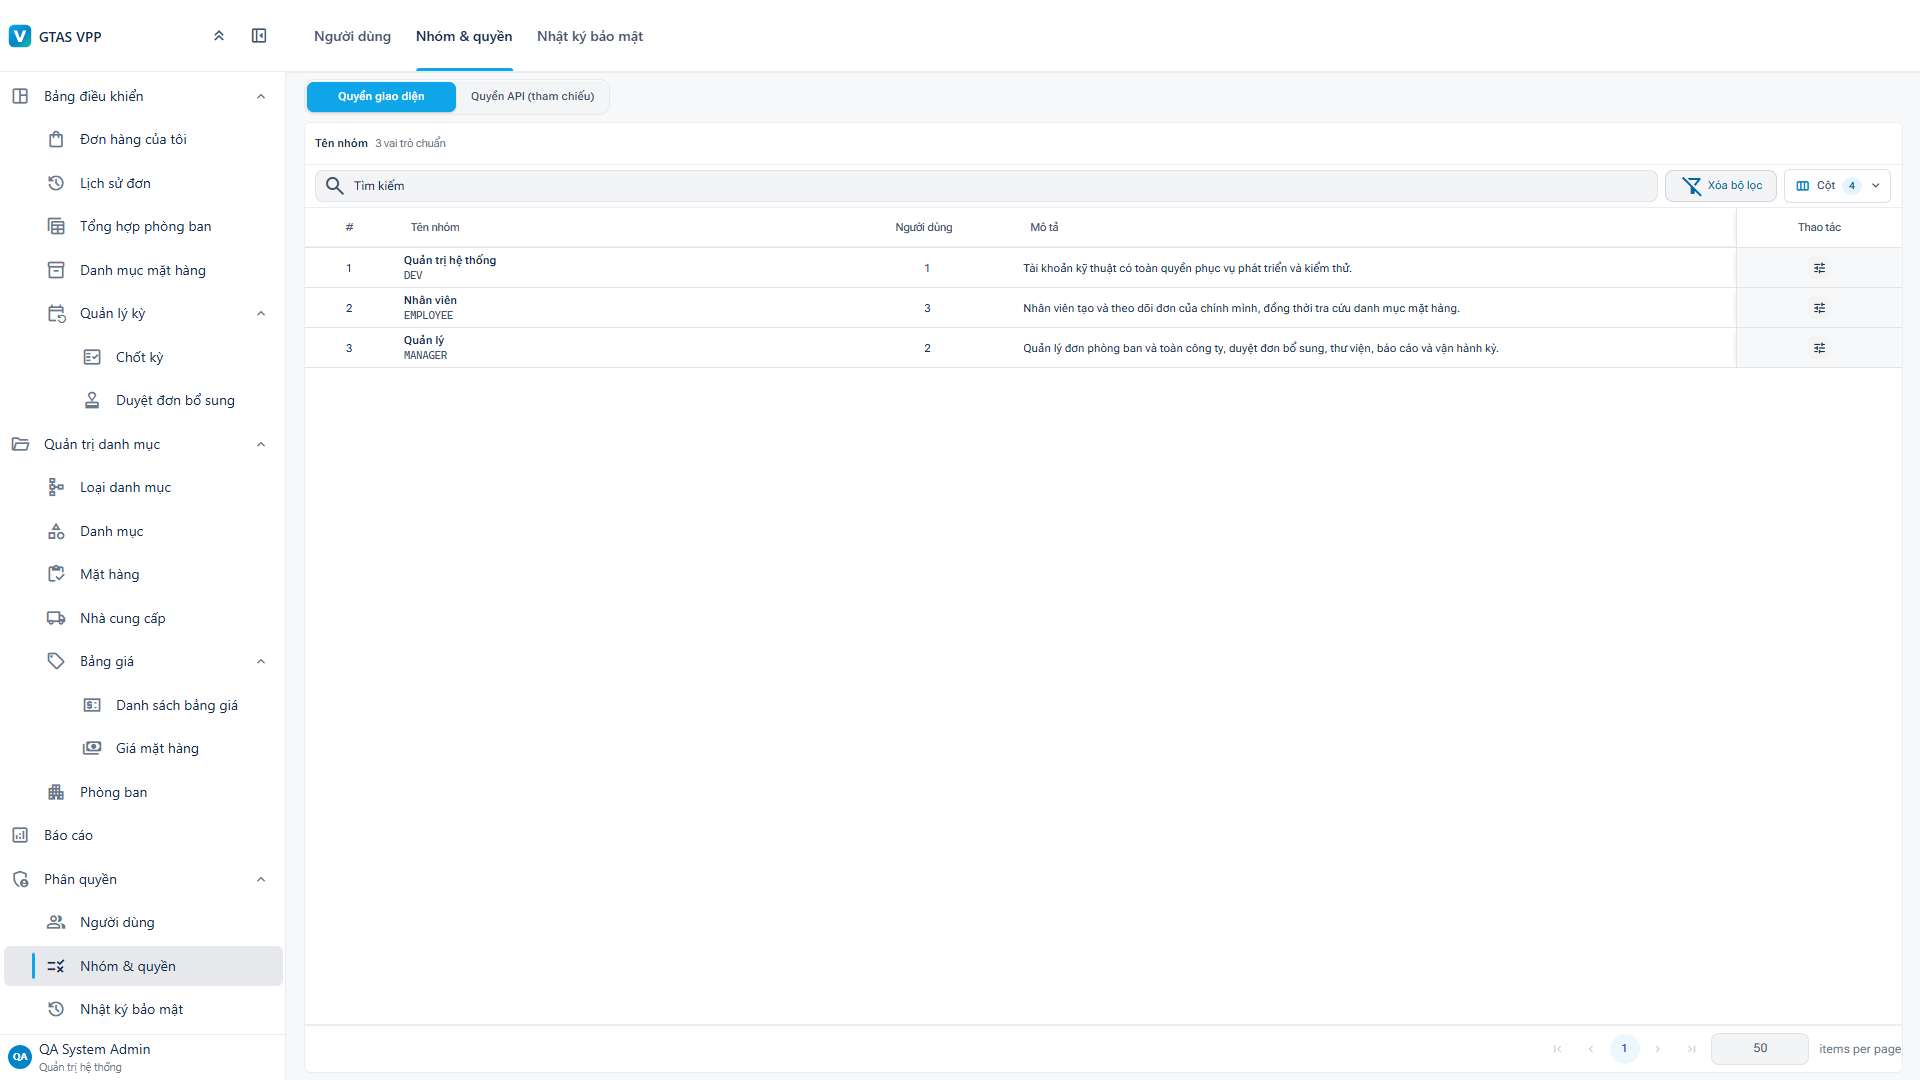 GTAS VPP
Người dùng
Nhóm & quyền
Nhật ký bảo mật
Bảng điều khiển
Đơn hàng của tôi
Lịch sử đơn
Tổng hợp phòng ban
Danh mục mặt hàng
Quản lý kỳ
Chốt kỳ
Duyệt đơn bổ sung
Quản trị danh mục
Loại danh mục
Danh mục
Mặt hàng
Nhà cung cấp
Bảng giá
Danh sách bảng giá
Giá mặt hàng
Phòng ban
Báo cáo
Phân quyền
Người dùng
Nhóm & quyền
Nhật ký bảo mật
QA
QA System Admin
Quản trị hệ thống
Quyền giao diện
Quyền API (tham chiếu)
Tên nhóm 3 vai trò chuẩn
Tìm kiếm
Xóa bộ lọc
Cột 4
# Tên nhóm Người dùng Mô tả Thao tác
1 Quản trị hệ thống 1 Tài khoản kỹ thuật có toàn quyền phục vụ phát triển và kiểm thử.
DEV
2 Nhân viên 3 Nhân viên tạo và theo dõi đơn của chính mình, đồng thời tra cứu danh mục mặt hàng.
EMPLOYEE
3 Quản lý 2 Quản lý đơn phòng ban và toàn công ty, duyệt đơn bổ sung, thư viện, báo cáo và vận hành kỳ.
MANAGER
1 50 items per page